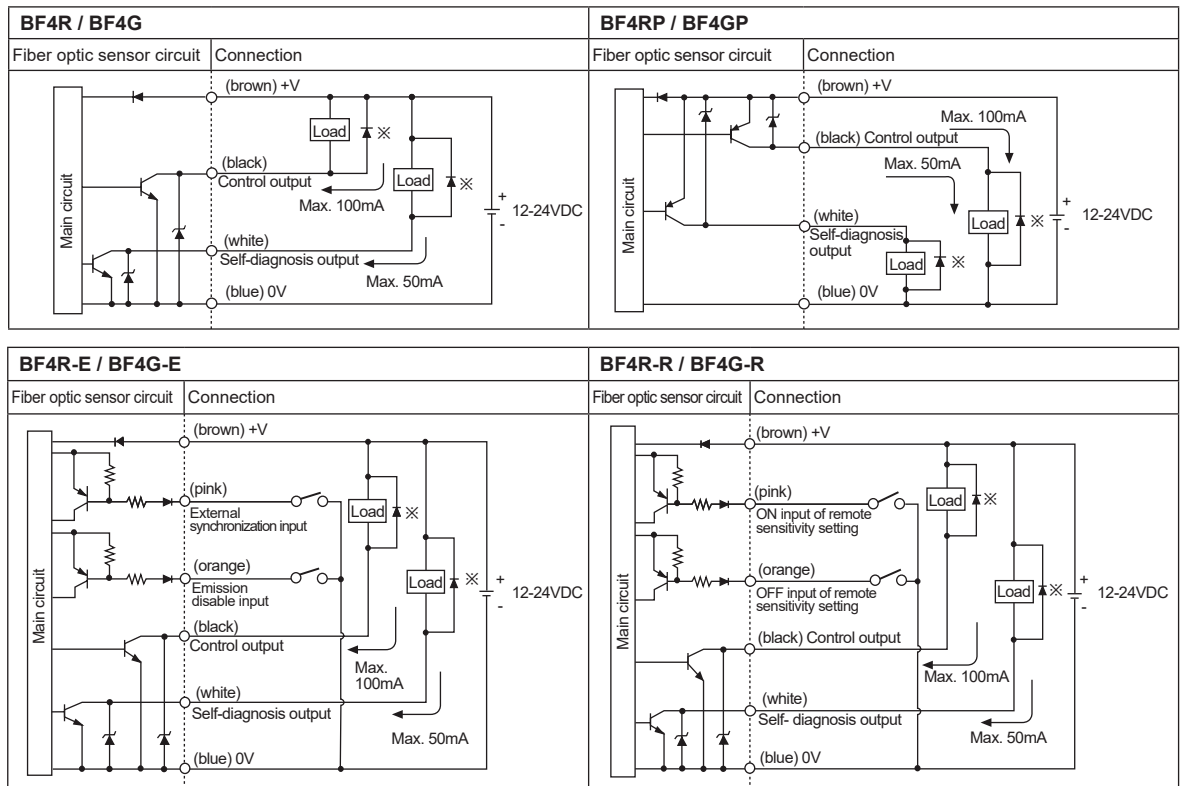 BF4R / BF4G
Fiber optic sensor circuit
Connection
(brown) +V
Load
※
(black)
Control output
Max. 100mA
Load
※
+
-
12-24VDC
(white)
Self-diagnosis output
Max. 50mA
(blue) 0V
Main circuit
BF4RP / BF4GP
Fiber optic sensor circuit
Connection
(brown) +V
Max. 100mA
(black) Control output
Max. 50mA
(white)
Self-diagnosis
output
Load
※
Load
※
+
-
12-24VDC
(blue) 0V
Main circuit
BF4R-E / BF4G-E
Fiber optic sensor circuit
Connection
(brown) +V
(pink)
External
synchronization input
Load
※
(orange)
Emission
disable input
Load
※
+
-
12-24VDC
(black)
Control output
Max.
100mA
(white)
Self-diagnosis output
Max. 50mA
(blue) 0V
Main circuit
BF4R-R / BF4G-R
Fiber optic sensor circuit
Connection
(brown) +V
(pink)
ON input of remote
sensitivity setting
Load
※
(orange)
OFF input of remote
sensitivity setting
Load
※
+
-
12-24VDC
(black) Control output
Max. 100mA
(white)
Self- diagnosis output
Max. 50mA
(blue) 0V
Main circuit